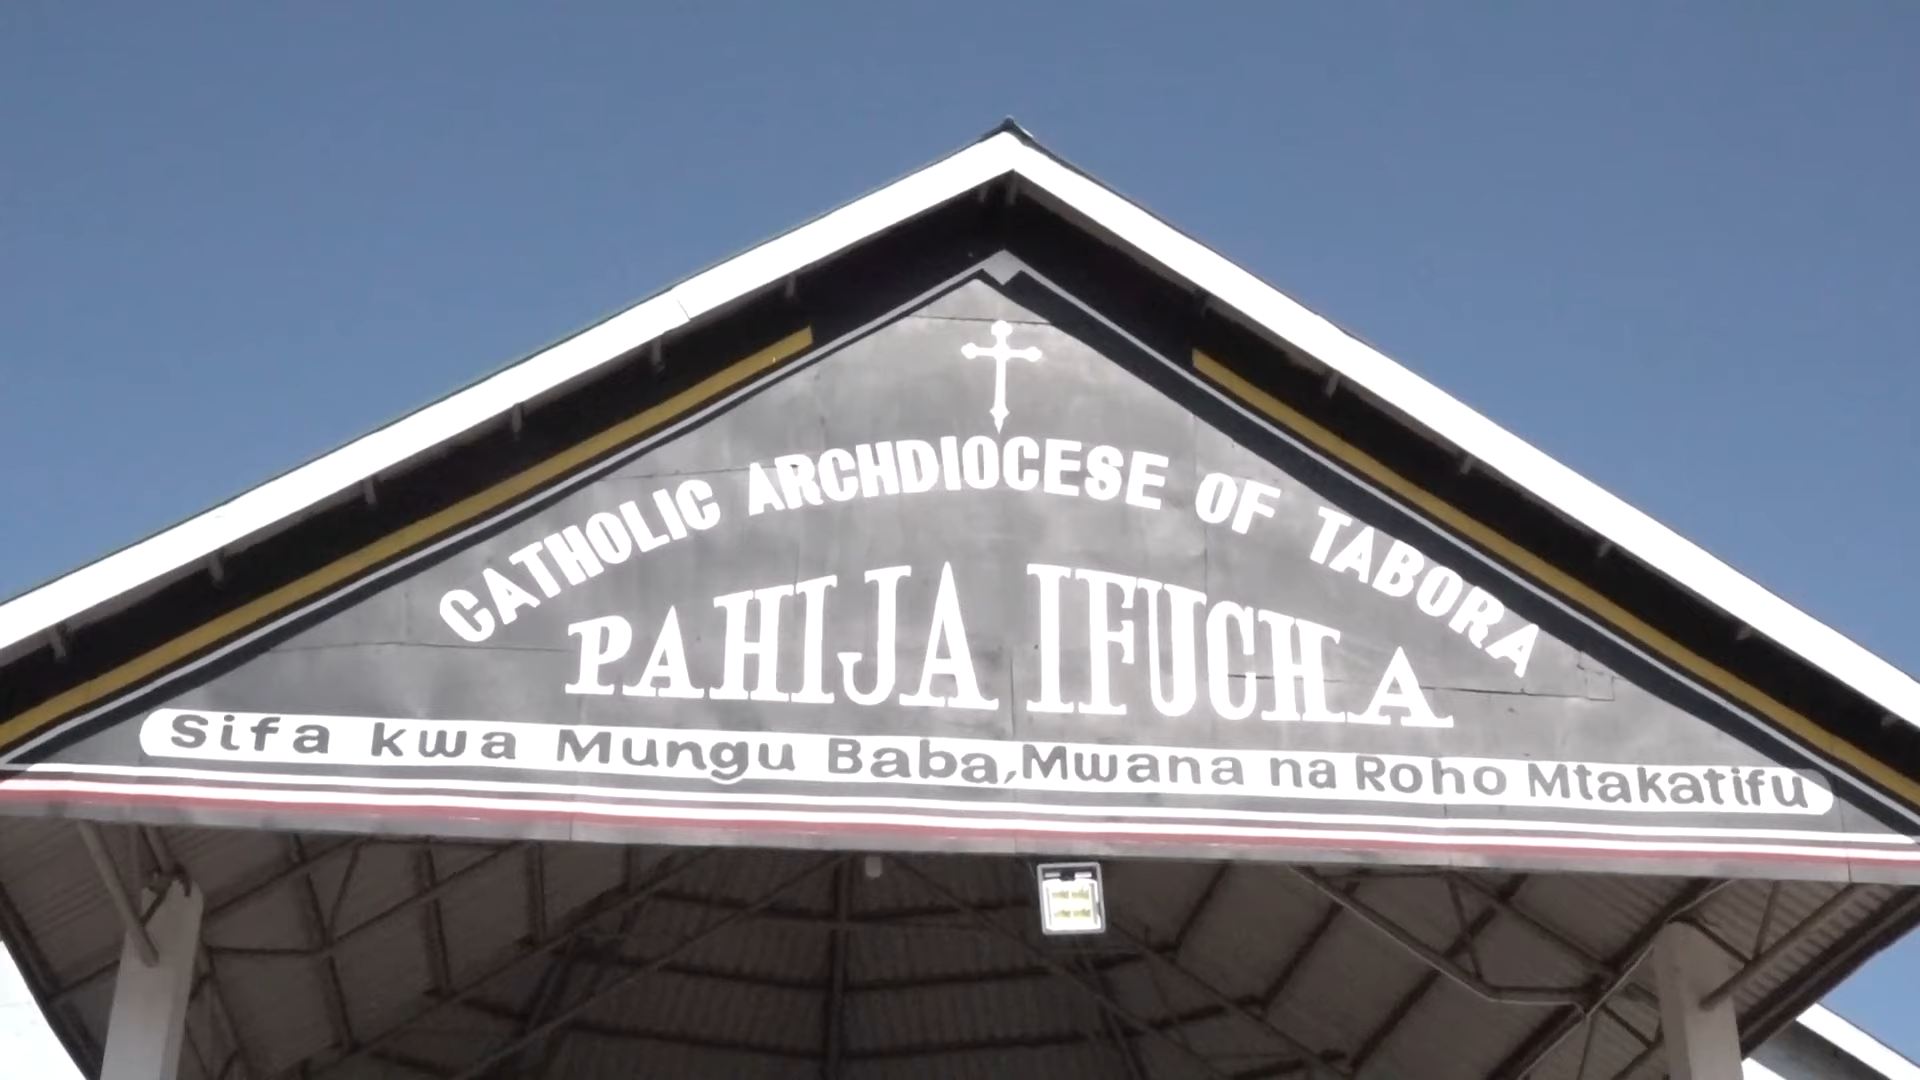 CATHOLIC ARCHDIOCESE OF TABORA
PAHIJA IFUCHA
Sifa kwa Mungu Baba, Mwana na Roho Mtakatifu